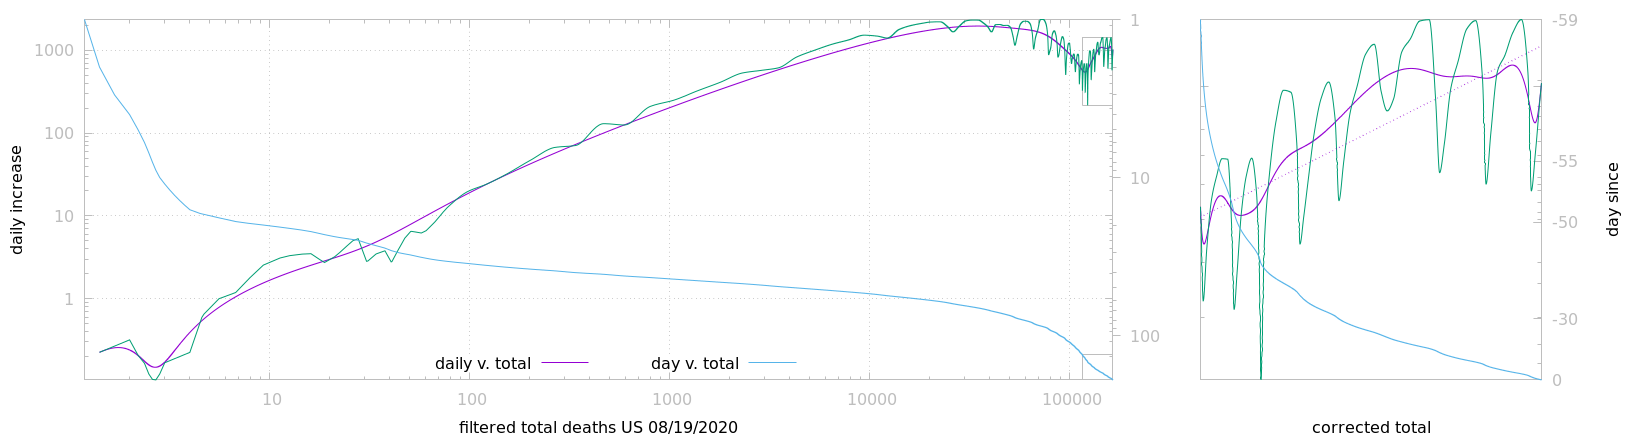 1000
100
10
1
daily increase
daily v. total
day v. total
10
100
1000
10000
100000
filtered total deaths US 08/19/2020
1
10
100
-59
-55
-50
-30
0
day since
corrected total